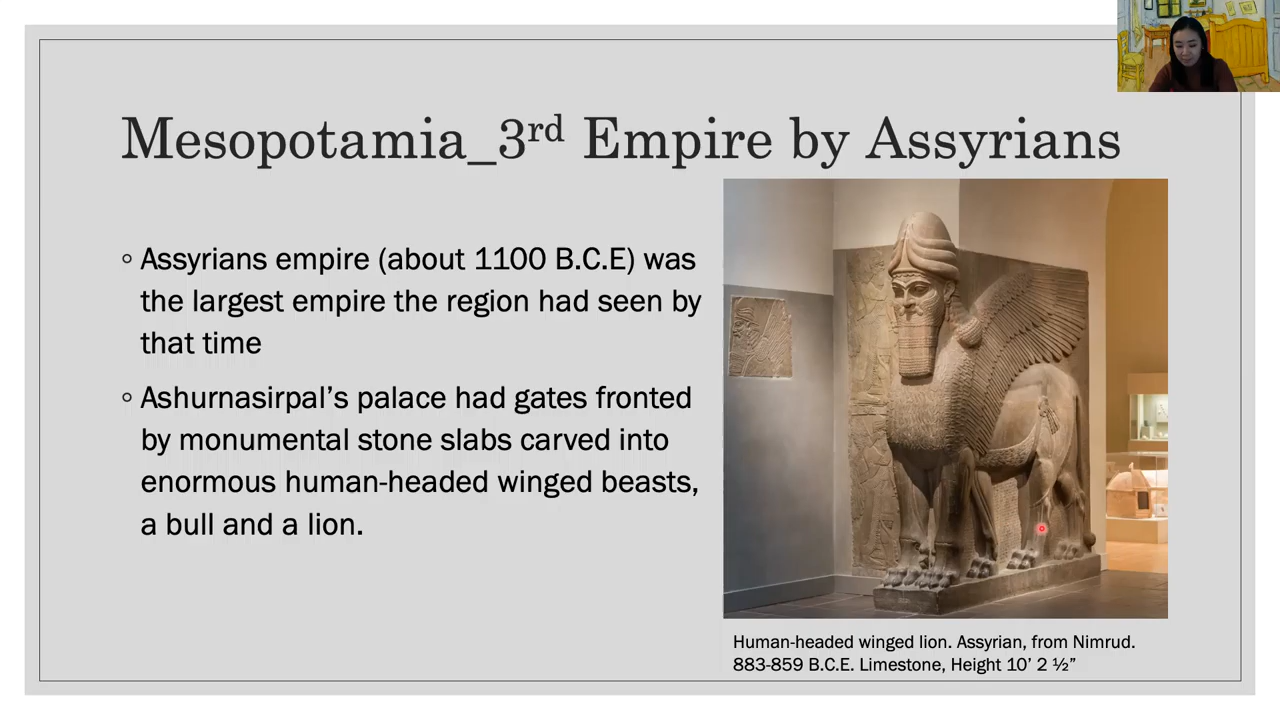 Mesopotamia_3rd Empire by Assyrians
◦ Assyrians empire (about 1100 B.C.E) was
the largest empire the region had seen by
that time
◦ Ashurnasirpal’s palace had gates fronted
by monumental stone slabs carved into
enormous human-headed winged beasts,
a bull and a lion.
Human-headed winged lion. Assyrian, from Nimrud.
883-859 B.C.E. Limestone, Height 10’ 2 ½”